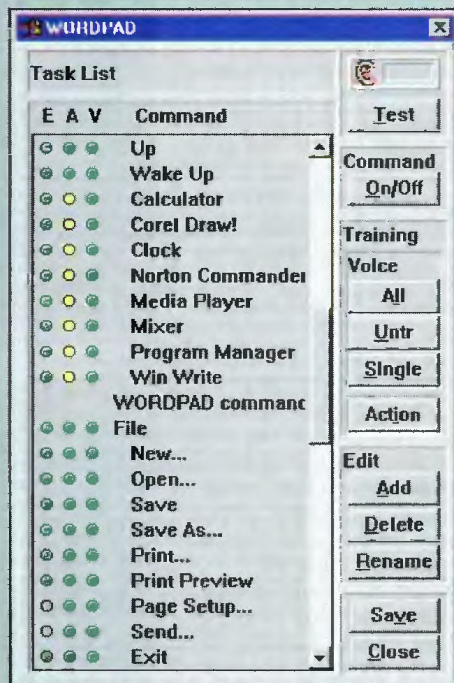 WORDPAD
Task List
E A V Command
Up
Wake Up
Calculator
Corel Draw!
Clock
Norton Commander
Media Player
Mixer
Program Manager
Win Write
WORDPAD commanc
File
New...
Open...
Save
Save As...
Print...
Print Preview
Page Setup...
Send...
Exit
Test
Command
On/Off
Training
Voice
All
Untr
Single
Action
Edit
Add
Delete
Rename
Save
Close